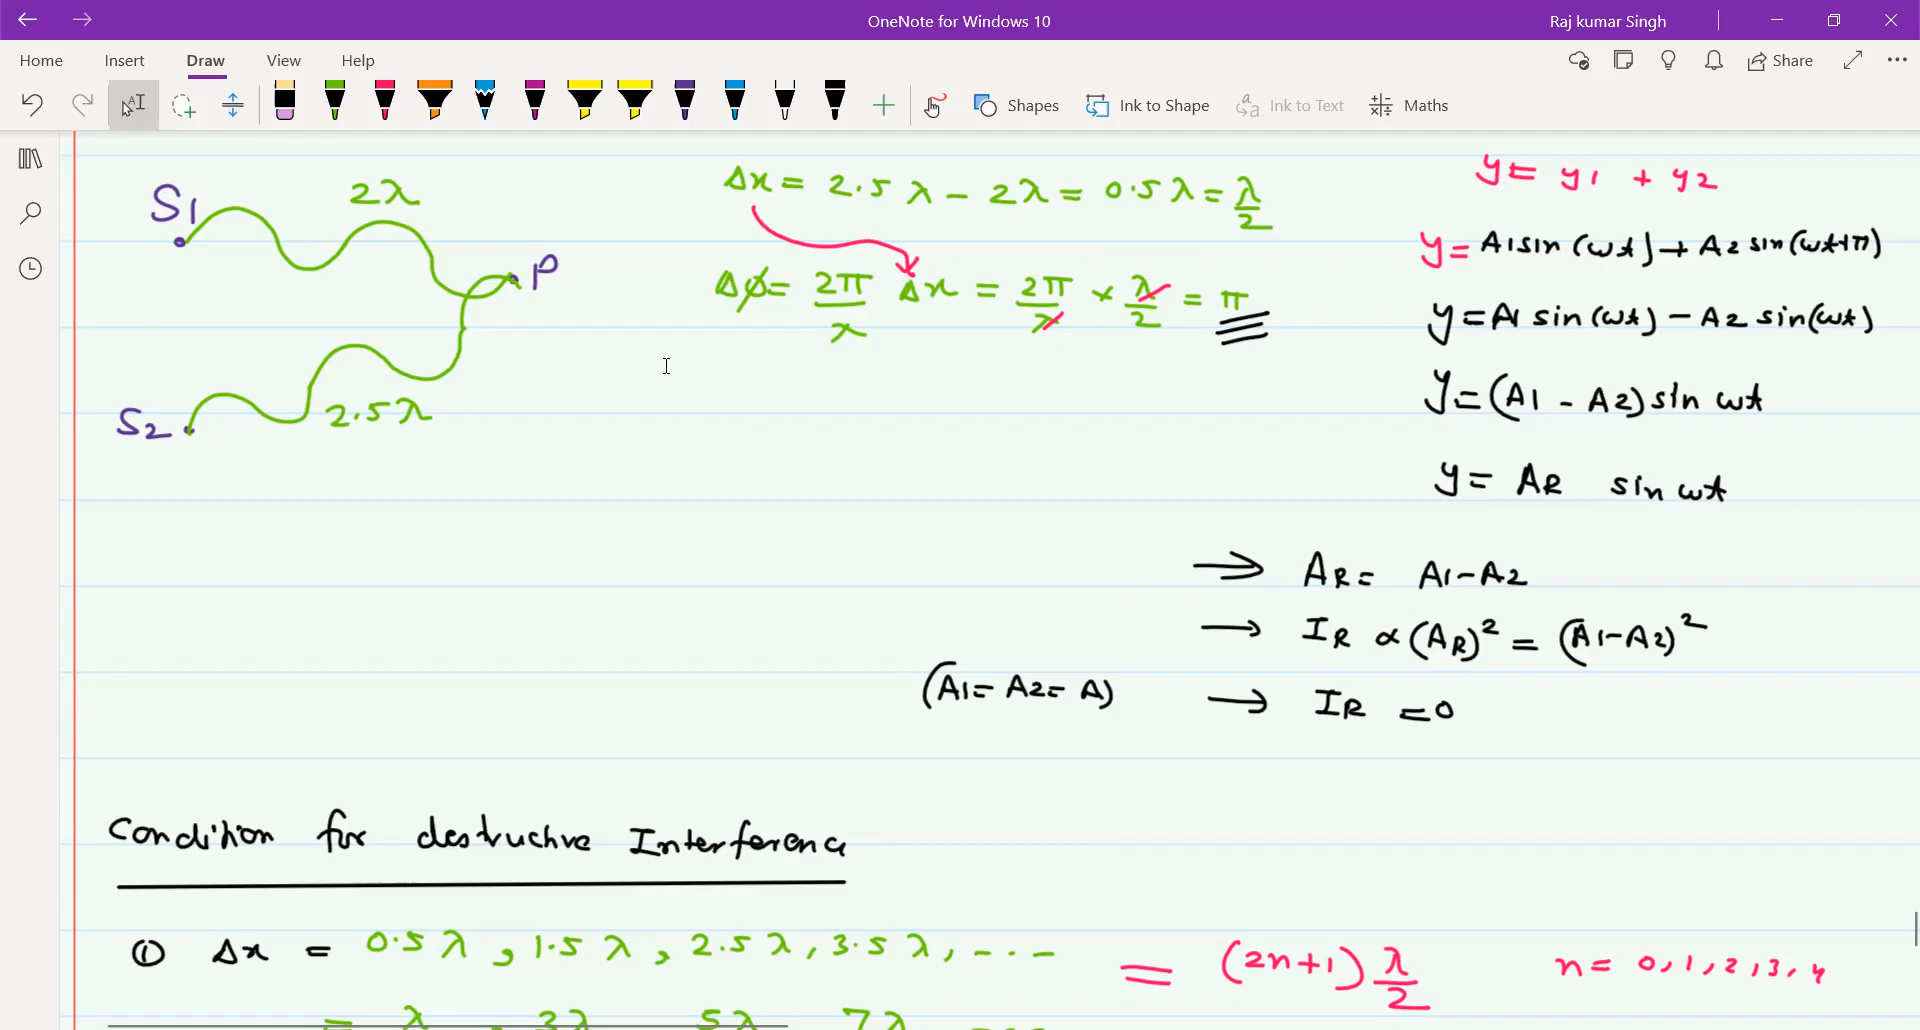 OneNote for Windows 10
Raj kumar Singh
Home Insert Draw View Help
Share
Shapes Ink to Shape Ink to Text Maths
S1 2λ
P
S2 2.5λ
Δx = 2.5λ - 2λ = 0.5λ = λ/2
Δϕ = 2π/λ Δx = 2π/λ × λ/2 = π
y = y1 + y2
y = A1 sin (ωt) + A2 sin(ωt+π)
y = A1 sin(ωt) - A2 sin(ωt)
y = (A1 - A2) sin ωt
y = AR sin ωt
→ AR = A1-A2
→ IR ∝ (AR)² = (A1-A2)²
(A1 = A2 = A) → IR = 0
Condition for destructive Interference
① Δx = 0.5λ, 1.5λ, 2.5λ, 3.5λ, ---- = (2n+1) λ/2 n = 0, 1, 2, 3, 4
= λ, 3λ, 5λ, 7λ